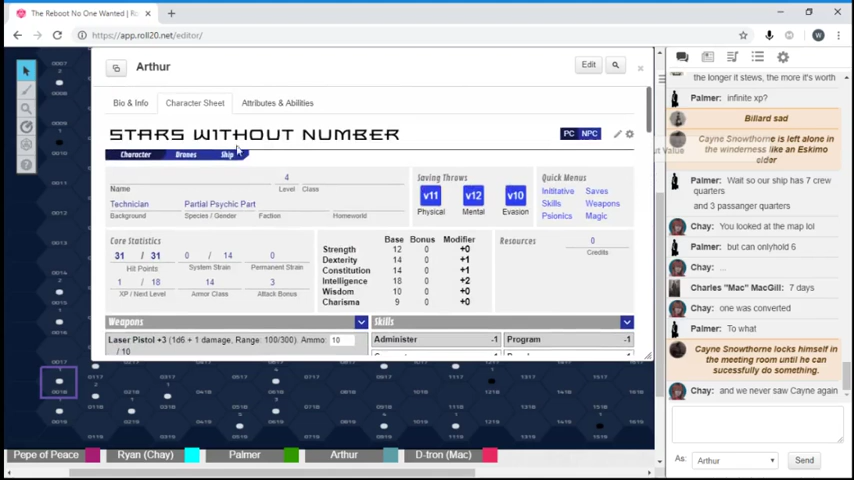 The Reboot No One Wanted | Ro
https://app.roll20.net/editor/
Arthur
Edit
Bio & Info
Character Sheet
Attributes & Abilities
STARS WITHOUT NUMBER
PC NPC
Character
Drones
Ship
Name
4
Level
Class
Technician
Partial Psychic Part
Background
Species / Gender
Faction
Homeworld
Saving Throws
v11
v12
v10
Physical
Mental
Evasion
Quick Menus
Inititative
Saves
Skills
Weapons
Psionics
Magic
Core Statistics
31 / 31
0 / 14
0
Hit Points
System Strain
Permanent Strain
1 / 18
14
3
XP / Next Level
Armor Class
Attack Bonus
Base Bonus Modifier
Strength 12 0 +0
Dexterity 14 0 +1
Constitution 14 0 +1
Intelligence 18 0 +2
Wisdom 10 0 +0
Charisma 9 0 +0
Resources
0
Credits
Weapons
Skills
Laser Pistol +3 (1d6 + 1 damage, Range: 100/300). Ammo: 10
/ 10
Administer -1
Program -1
the longer it stews, the more it's worth
Palmer: infinite xp?
Billard sad
Cayne Snowthorne is left alone
in the winderness like an Eskimo
elder
Palmer: Wait so our ship has 7 crew
quarters
and 3 passanger quarters
Chay: You looked at the map lol
Palmer: but can onlyhold 6
Chay: ...
Charles "Mac" MacGill: 7 days
Chay: one was converted
Palmer: To what
Cayne Snowthorne locks himself in
the meeting room until he can
sucessfully do something.
Chay: and we never saw Cayne again
As:
Arthur
Send
Pepe of Peace
Ryan (Chay)
Palmer
Arthur
D-tron (Mac)